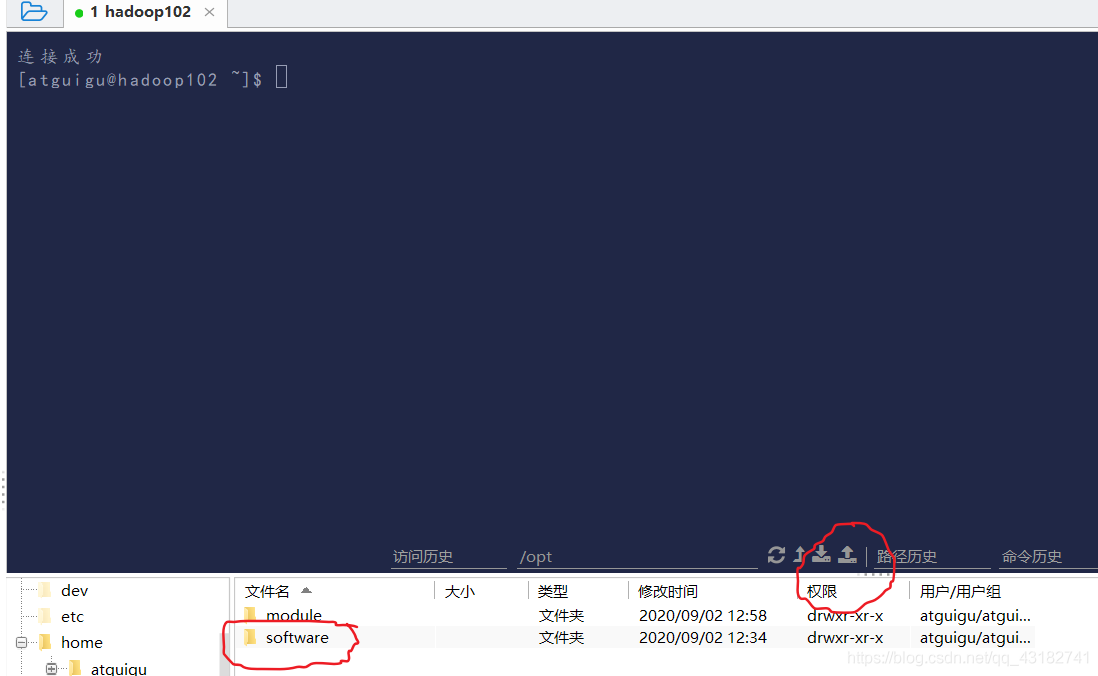 1 hadoop102 ×
连接成功
[atguigu@hadoop102 ~]$
访问历史 /opt 路径历史 命令历史
dev
etc
home
atguigu
文件名 大小 类型 修改时间 权限 用户/用户组
module 文件夹 2020/09/02 12:58 drwxr-xr-x atguigu/atgui...
software 文件夹 2020/09/02 12:34 drwxr-xr-x atguigu/atgui...
https://blog.csdn.net/qq_43182741